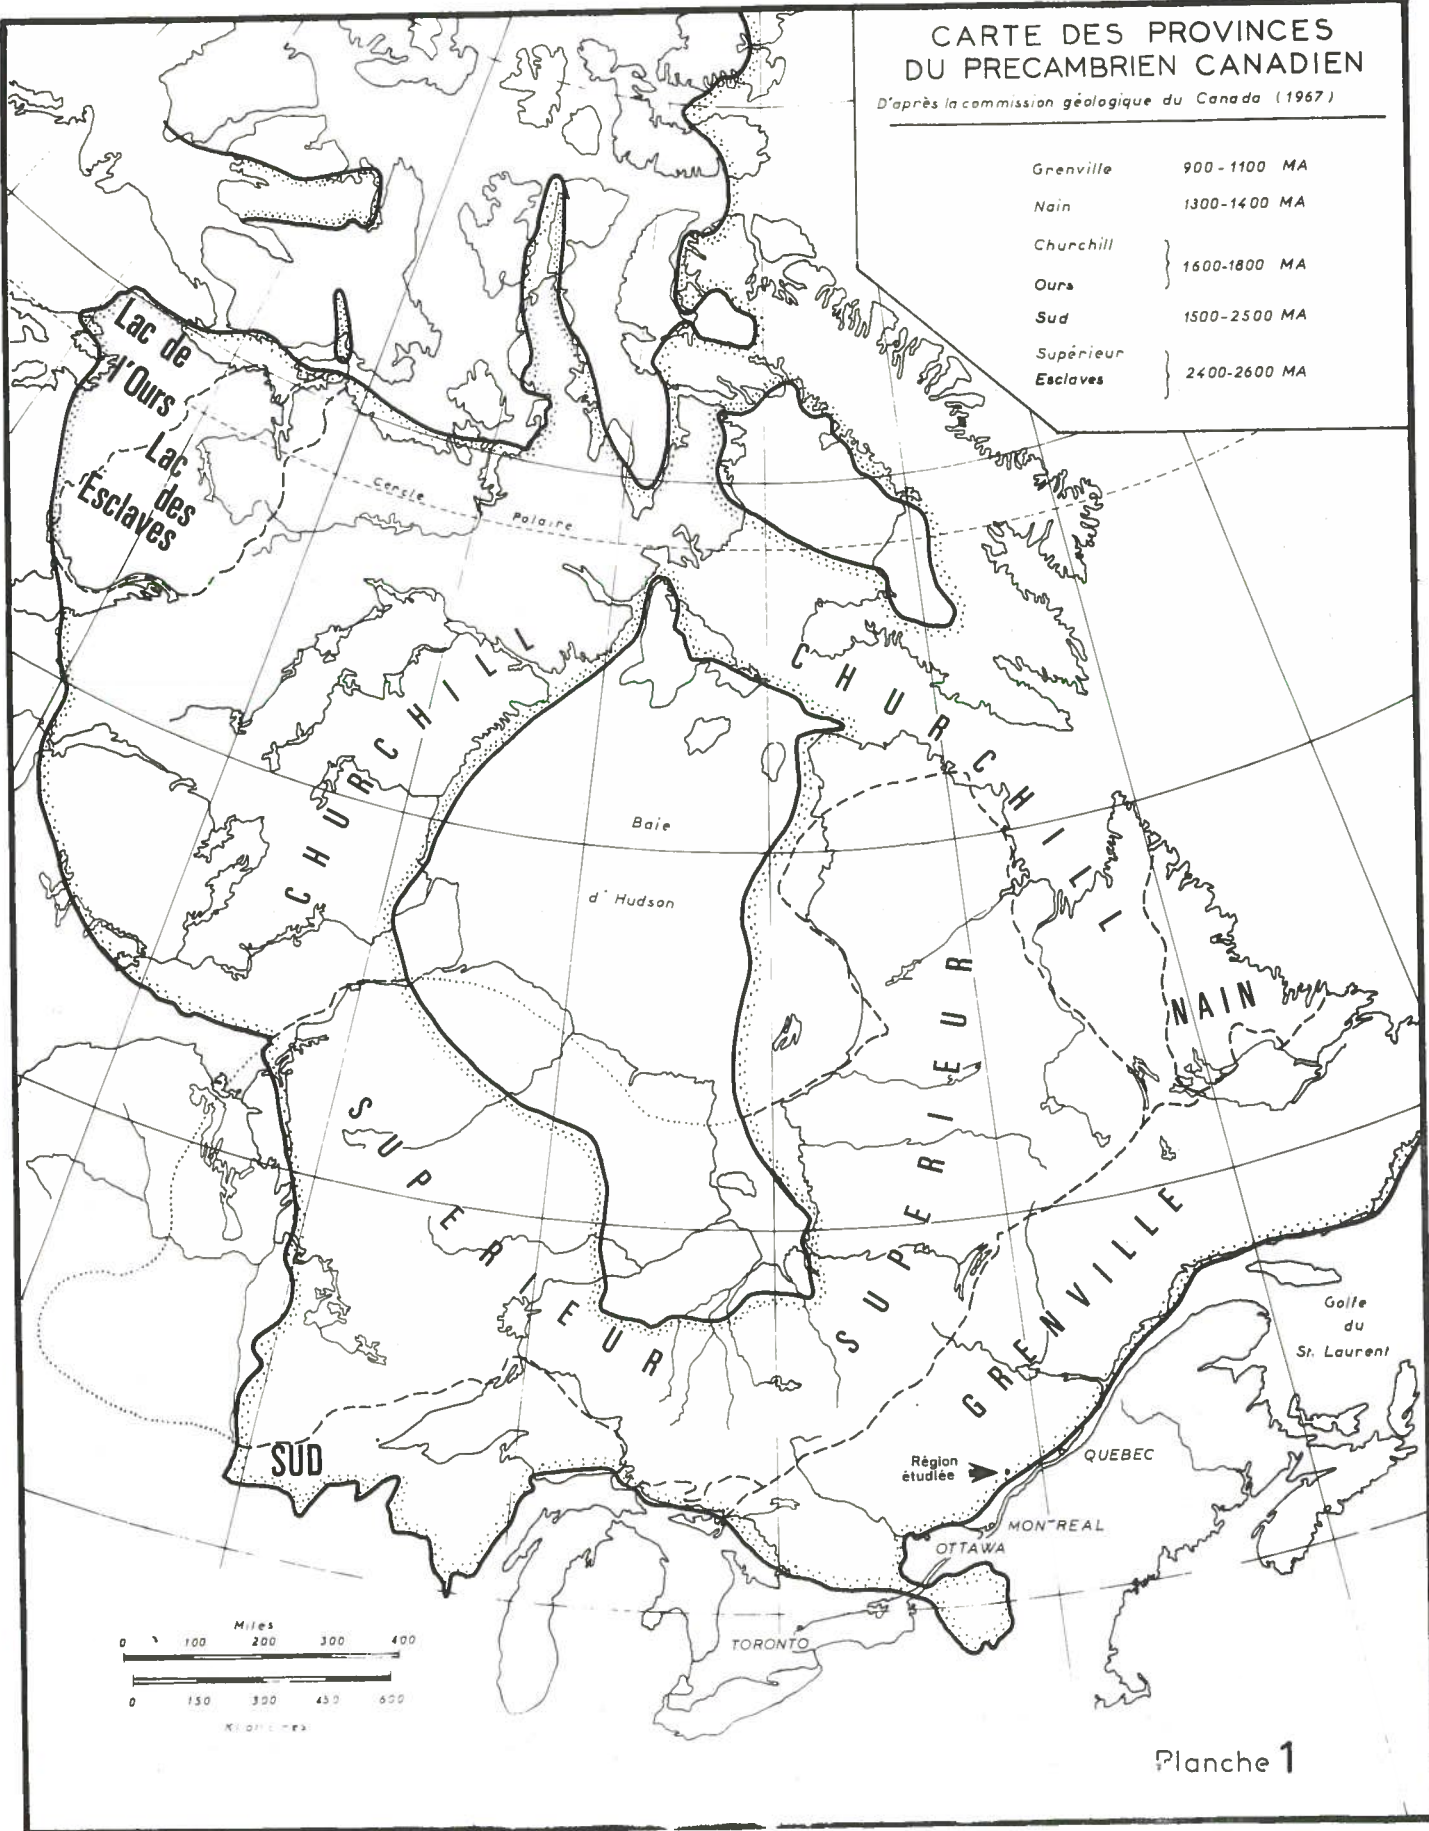 CARTE DES PROVINCES
DU PRECAMBRIEN CANADIEN
D'après la commission géologique du Canada (1967)
Grenville 900-1100 MA
Nain 1300-1400 MA
Churchill
1600-1800 MA
Ours
Sud 1500-2500 MA
Supérieur
2400-2600 MA
Esclaves
Lac de
l'Ours
Lac
des
Esclaves
Cercle Polaire
CHURCHILL
CHURCHILL
Baie
d'Hudson
NAIN
SUPERIEUR
SUPERIEUR
GRENVILLE
Golfe
du
St. Laurent
SUD
Région
étudiée
QUEBEC
MONTREAL
OTTAWA
TORONTO
Miles
0 100 200 300 400
0 150 300 450 600
Planche 1